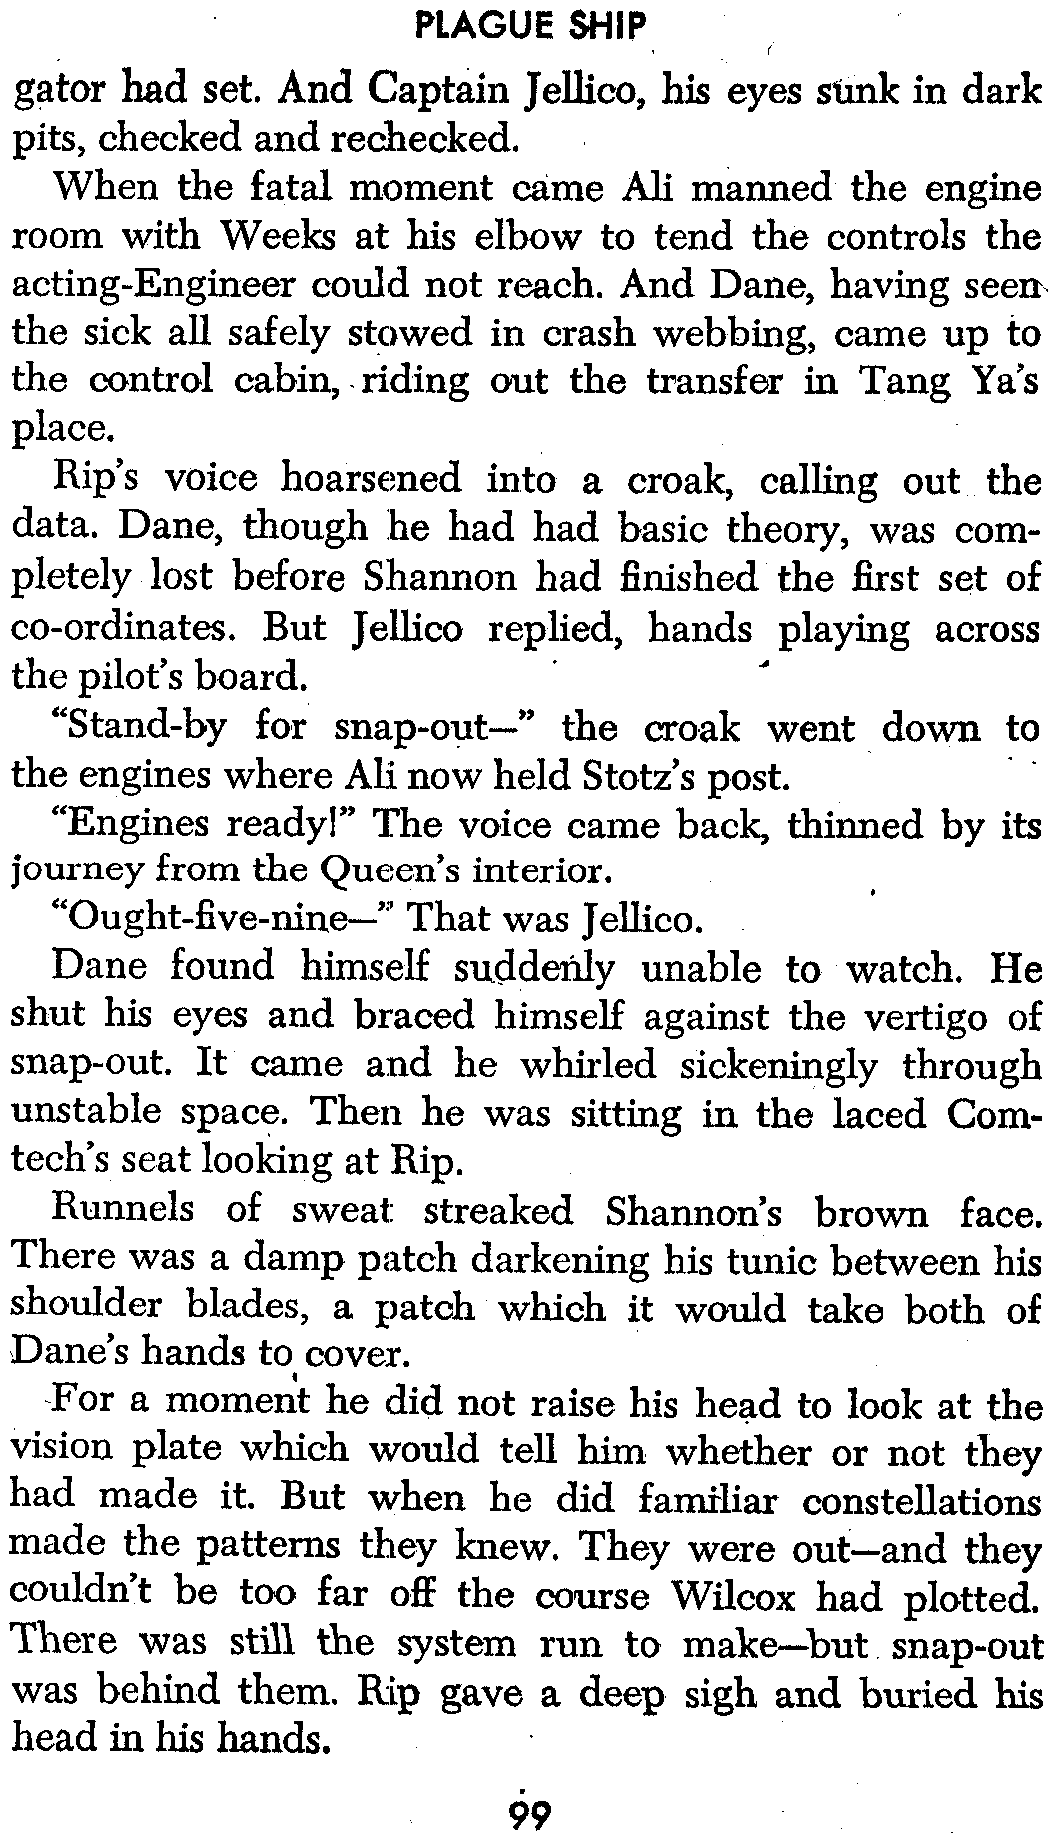 PLAGUE SHIP
gator had set. And Captain Jellico, his eyes sunk in dark
pits, checked and rechecked.
When the fatal moment came Ali manned the engine
room with Weeks at his elbow to tend the controls the
acting-Engineer could not reach. And Dane, having seen
the sick all safely stowed in crash webbing, came up to
the control cabin, riding out the transfer in Tang Ya's
place.
Rip's voice hoarsened into a croak, calling out the
data. Dane, though he had had basic theory, was com-
pletely lost before Shannon had finished the first set of
co-ordinates. But Jellico replied, hands playing across
the pilot's board.
"Stand-by for snap-out—" the croak went down to
the engines where Ali now held Stotz's post.
"Engines ready!" The voice came back, thinned by its
journey from the Queen's interior.
"Ought-five-nine—" That was Jellico.
Dane found himself suddenly unable to watch. He
shut his eyes and braced himself against the vertigo of
snap-out. It came and he whirled sickeningly through
unstable space. Then he was sitting in the laced Com-
tech's seat looking at Rip.
Runnels of sweat streaked Shannon's brown face.
There was a damp patch darkening his tunic between his
shoulder blades, a patch which it would take both of
Dane's hands to cover.
For a moment he did not raise his head to look at the
vision plate which would tell him whether or not they
had made it. But when he did familiar constellations
made the patterns they knew. They were out—and they
couldn't be too far off the course Wilcox had plotted.
There was still the system run to make—but snap-out
was behind them. Rip gave a deep sigh and buried his
head in his hands.
99